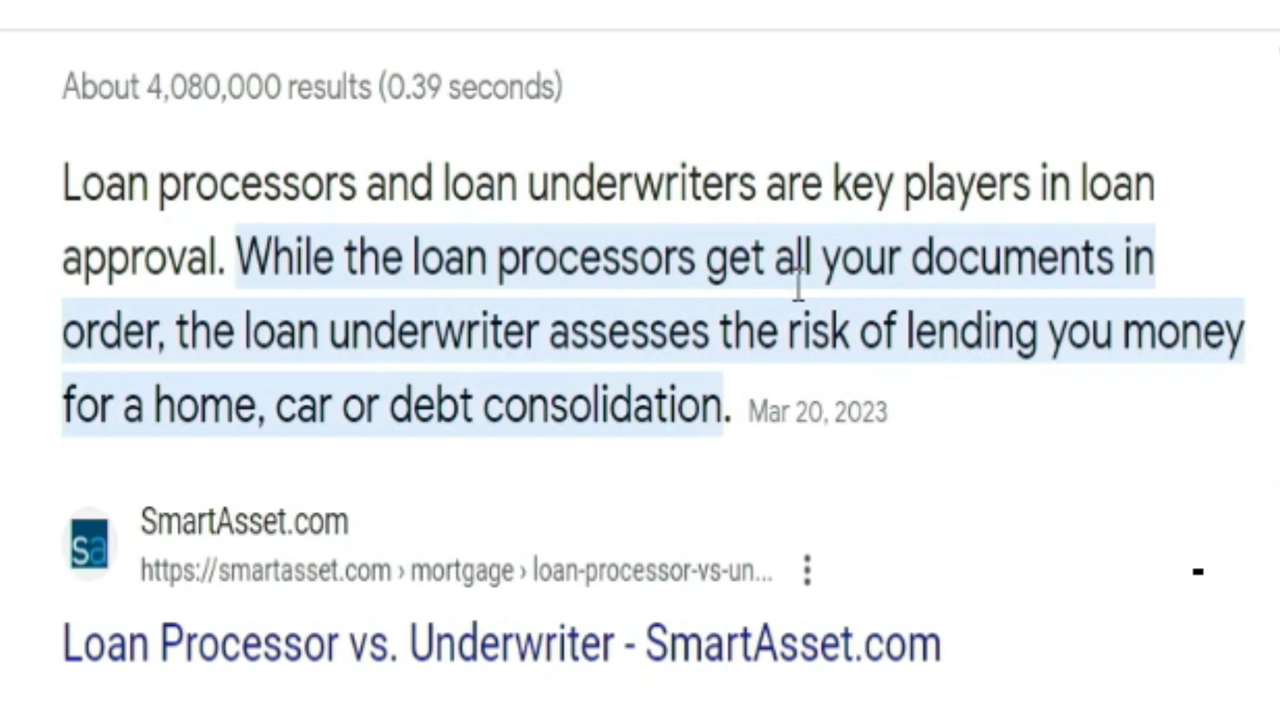 About 4,080,000 results (0.39 seconds)
Loan processors and loan underwriters are key players in loan
approval. While the loan processors get all your documents in
order, the loan underwriter assesses the risk of lending you money
for a home, car or debt consolidation. Mar 20, 2023
sa
SmartAsset.com
https://smartasset.com › mortgage › loan-processor-vs-un...
Loan Processor vs. Underwriter - SmartAsset.com